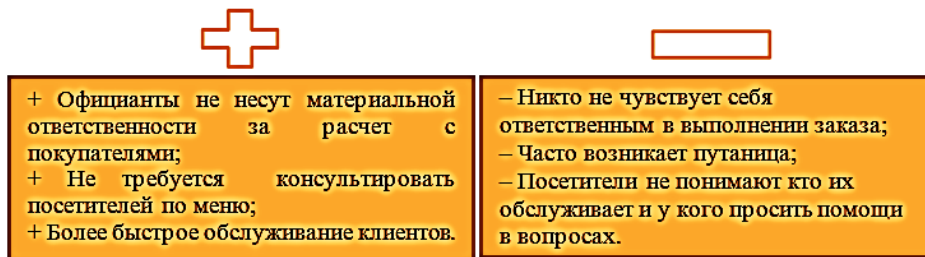 + Официанты не несут материальной
ответственности за расчет с
покупателями;
+ Не требуется консультировать
посетителей по меню;
+ Более быстрое обслуживание клиентов.
– Никто не чувствует себя
ответственным в выполнении заказа;
– Часто возникает путаница;
– Посетители не понимают кто их
обслуживает и у кого просить помощи
в вопросах.